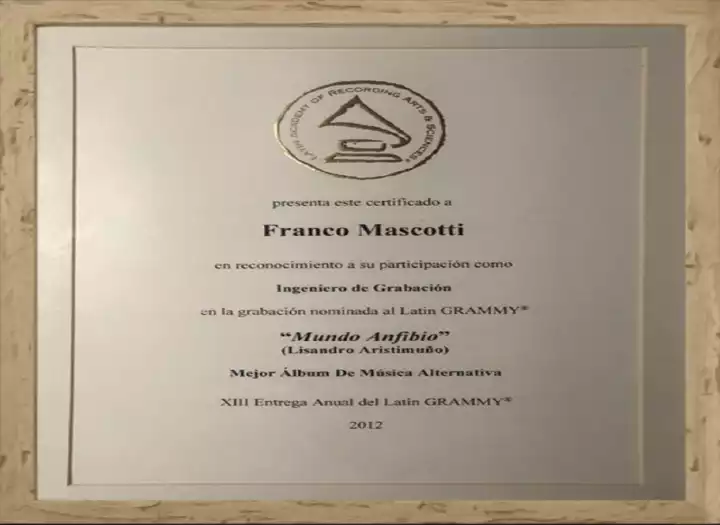 LATIN ACADEMY OF RECORDING ARTS & SCIENCES
presenta este certificado a
Franco Mascotti
en reconocimiento a su participación como
Ingeniero de Grabación
en la grabación nominada al Latin GRAMMY®
“Mundo Anfibio”
(Lisandro Aristimuño)
Mejor Álbum De Música Alternativa
XIII Entrega Anual del Latin GRAMMY®
2012